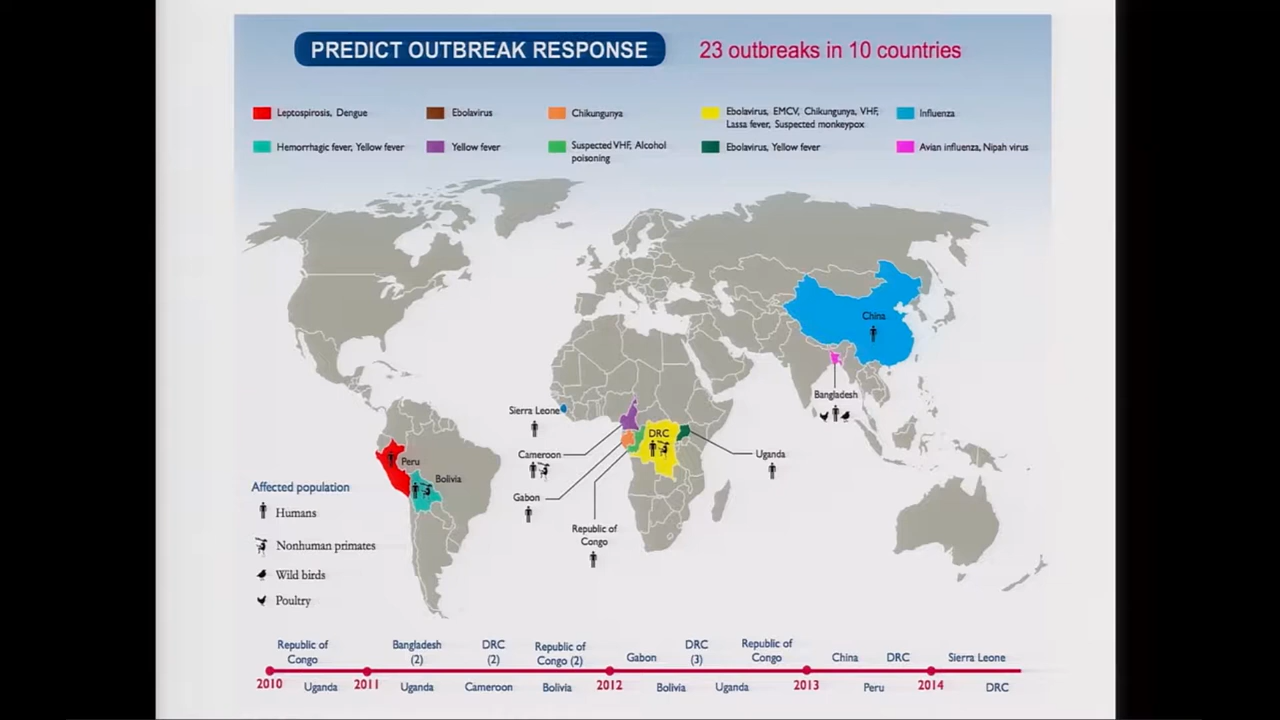 PREDICT OUTBREAK RESPONSE
23 outbreaks in 10 countries
Leptospirosis, Dengue
Ebolavirus
Chikungunya
Ebolavirus, EMCV, Chikungunya, VHF,
Lassa fever, Suspected monkeypox
Influenza
Hemorrhagic fever, Yellow fever
Yellow fever
Suspected VHF, Alcohol
poisoning
Ebolavirus, Yellow fever
Avian influenza, Nipah virus
China
Bangladesh
Sierra Leone
DRC
Cameroon
Uganda
Peru
Bolivia
Gabon
Republic of
Congo
Affected population
Humans
Nonhuman primates
Wild birds
Poultry
Republic of
Congo
Bangladesh
(2)
DRC
(2)
Republic of
Congo (2)
Gabon
DRC
(3)
Republic of
Congo
China
DRC
Sierra Leone
2010
Uganda
2011
Uganda
Cameroon
Bolivia
2012
Bolivia
Uganda
2013
Peru
2014
DRC